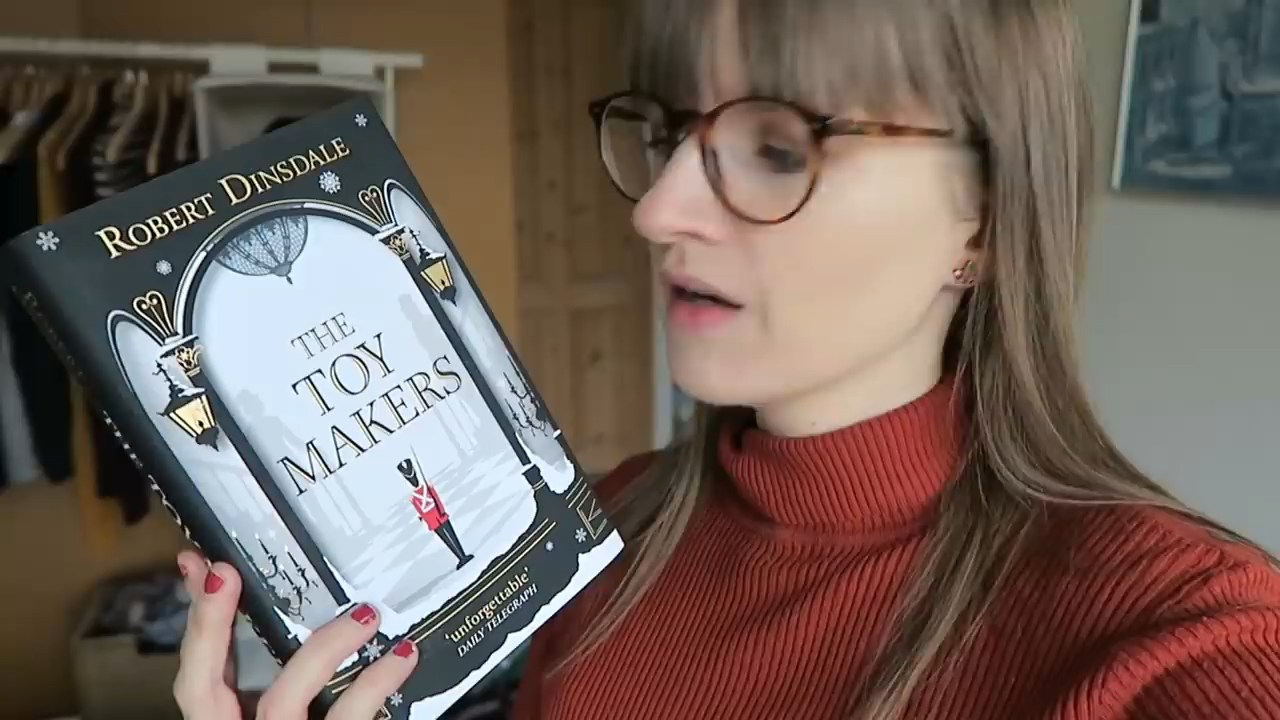 ROBERT DINSDALE
THE
TOY
MAKERS
'unforgettable'
DAILY TELEGRAPH